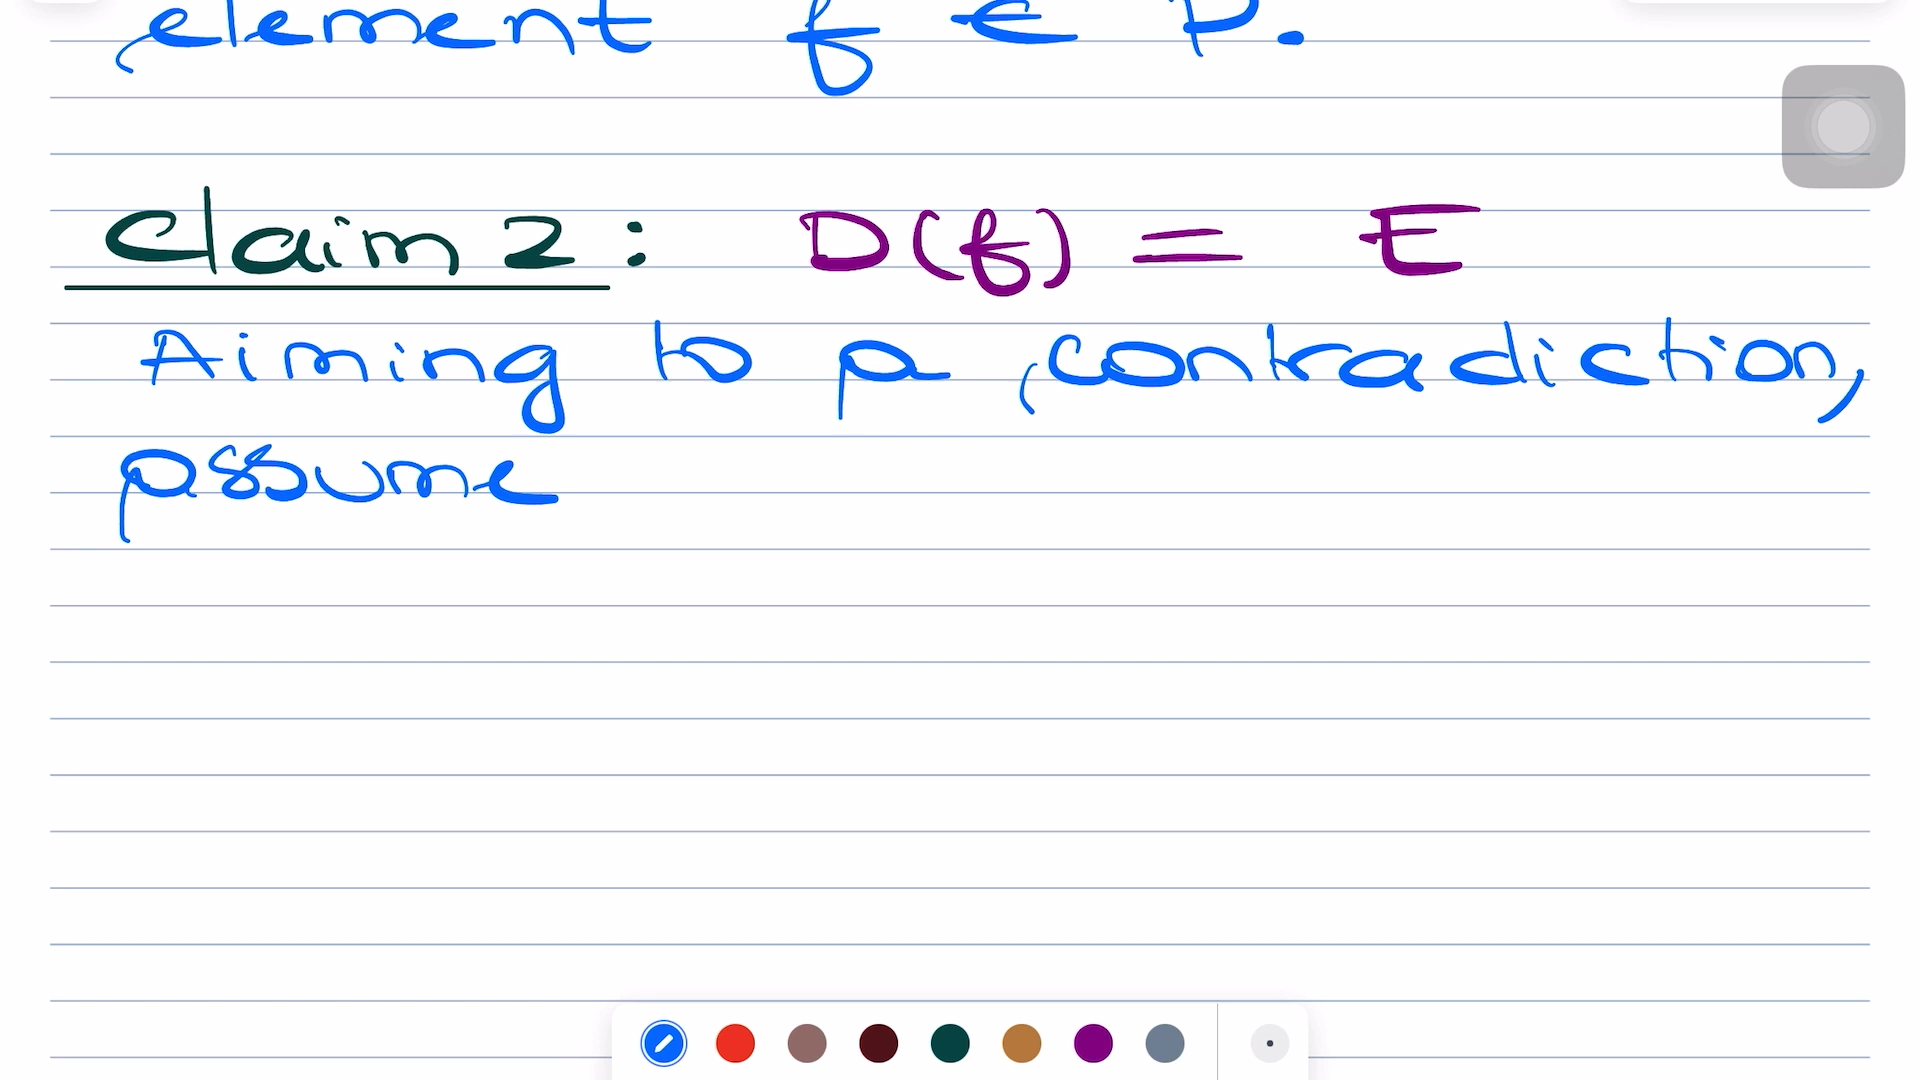 element f ∈ P.
Claim 2: D(f) = E
Aiming to a contradiction,
assume